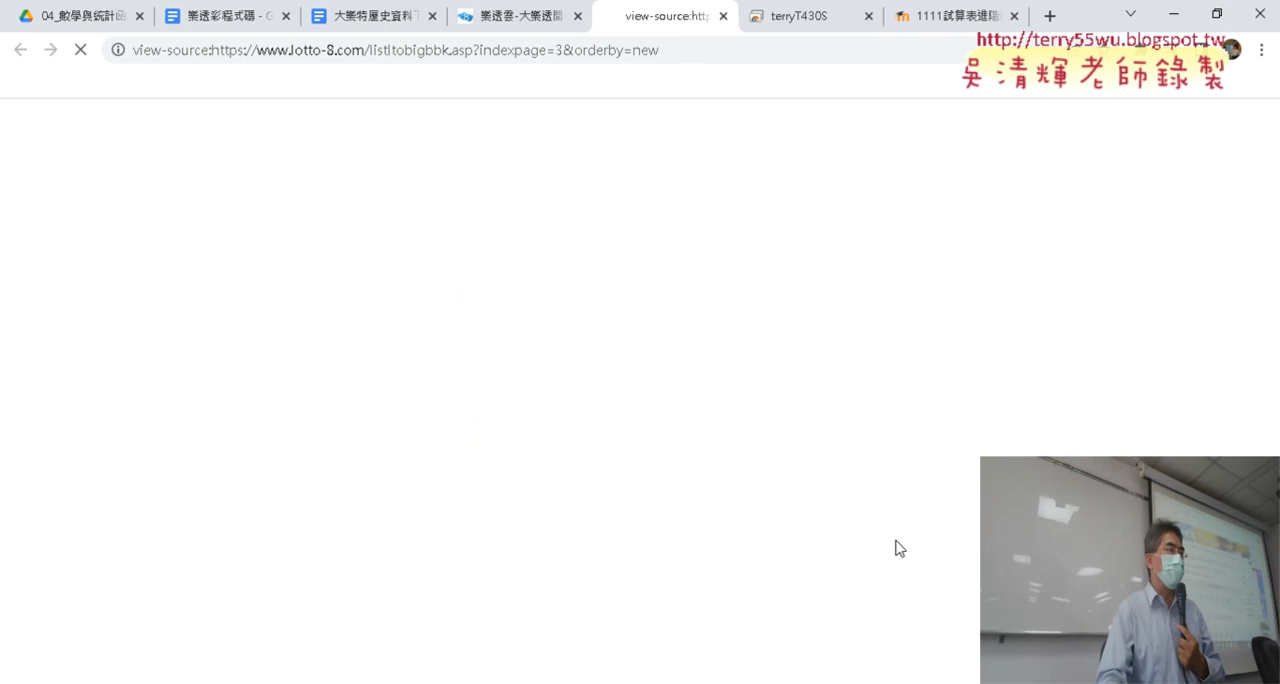 04_數學與統計函
樂透彩程式碼 - G
大樂特歷史資料下
樂透雲-大樂透開
view-source:http
terryT430S
1111試算表進階
view-source:https://www.lotto-8.com/listltobigbbk.asp?indexpage=3&orderby=new
http://terry55wu.blogspot.tw
吳清輝老師錄製